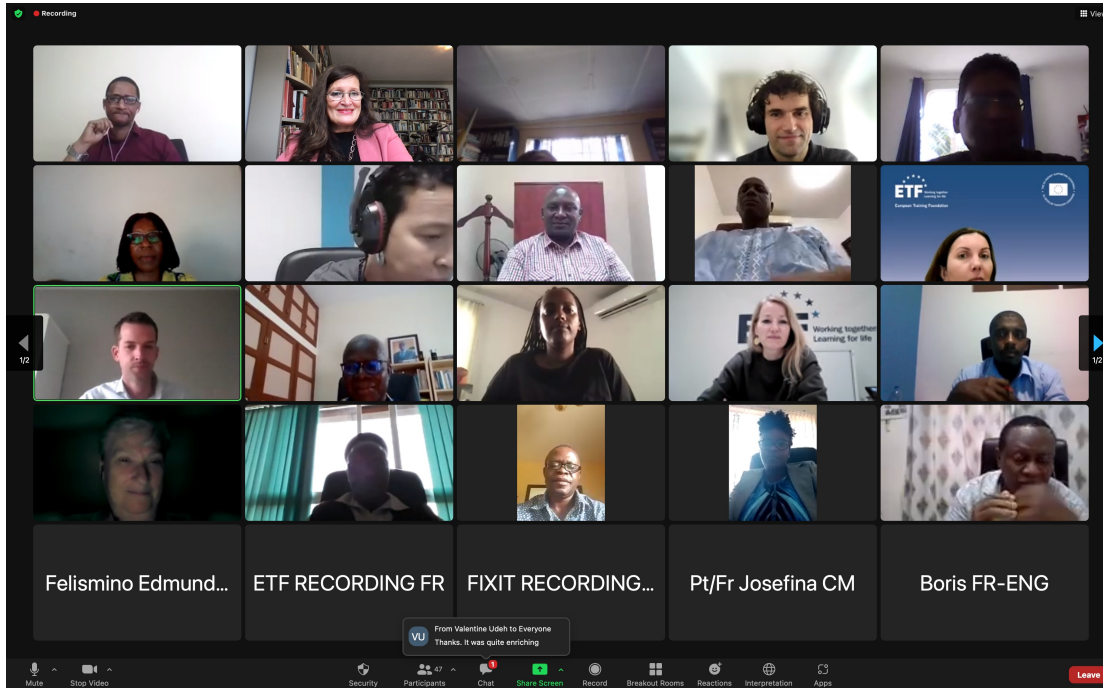 Recording
View
ETF
Working together
Learning for life
European Training Foundation
Working together
Learning for life
1/2
1/2
Felismino Edmund...
ETF RECORDING FR
FIXIT RECORDING...
Pt/Fr Josefina CM
Boris FR-ENG
VU
From Valentine Udeh to Everyone
Thanks. It was quite enriching
Mute
Stop Video
Security
47
Participants
1
Chat
Share Screen
Record
Breakout Rooms
Reactions
Interpretation
Apps
Leave